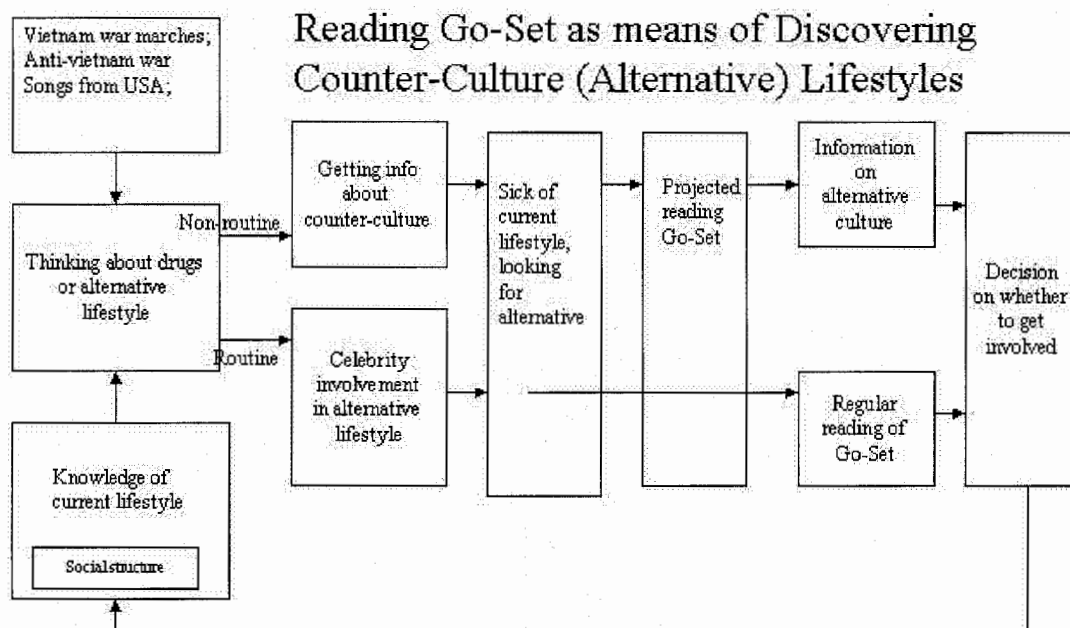 Reading Go-Set as means of Discovering
Counter-Culture (Alternative) Lifestyles
Vietnam war marches;
Anti-vietnam war
Songs from USA;
Thinking about drugs
or alternative
lifestyle
Knowledge of
current lifestyle
Social structure
Non-routine
Routine
Getting info
about
counter-culture
Celebrity
involvement
in alternative
lifestyle
Sick of
current
lifestyle,
looking
for
alternative
Projected
reading
Go-Set
Information
on
alternative
culture
Regular
reading of
Go-Set
Decision
on whether
to get
involved